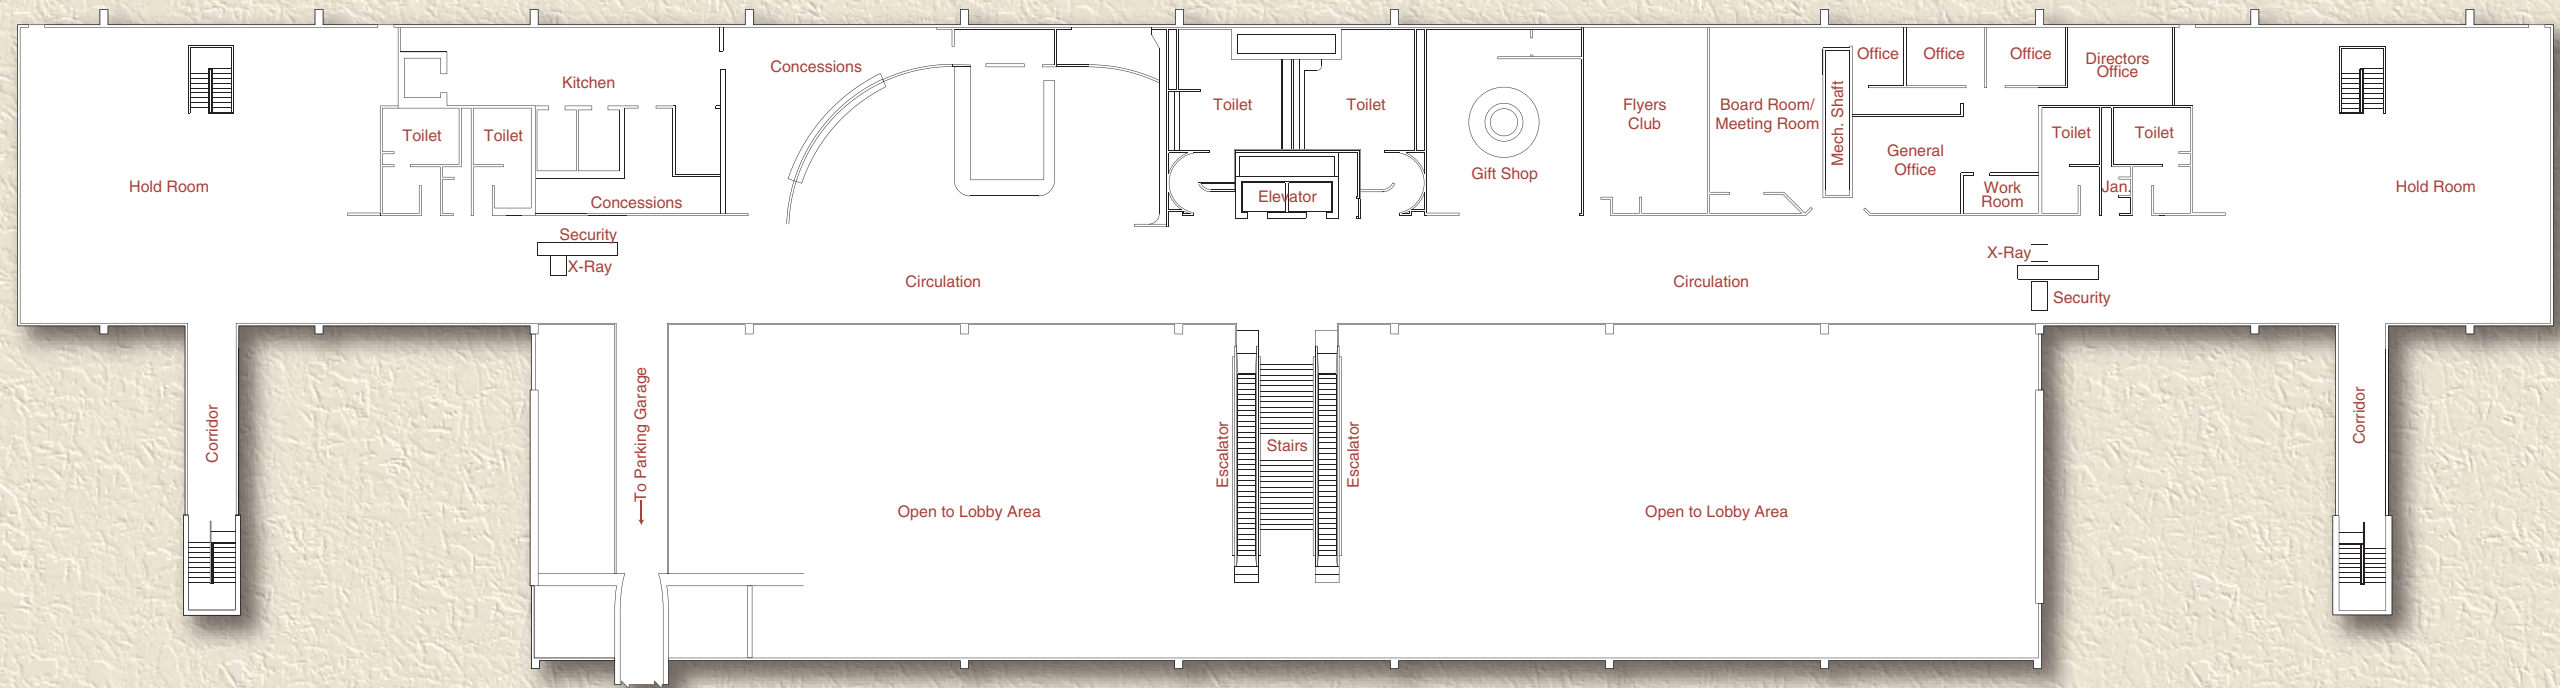 Hold Room
Kitchen
Toilet
Toilet
Concessions
Concessions
Security
X-Ray
Circulation
Toilet
Toilet
Elevator
Gift Shop
Flyers
Club
Board Room/
Meeting Room
Mech. Shaft
Office
Office
Office
Directors
Office
General
Office
Work
Room
Toilet
Jan.
Toilet
Hold Room
Circulation
X-Ray
Security
Corridor
To Parking Garage
Open to Lobby Area
Escalator
Stairs
Escalator
Open to Lobby Area
Corridor